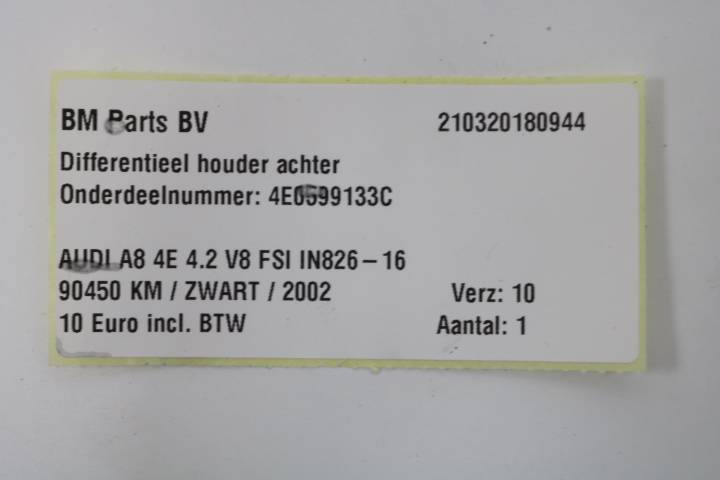 BM Parts BV 210320180944
Differentieel houder achter
Onderdeelnummer: 4E0599133C
AUDI A8 4E 4.2 V8 FSI IN826-16
90450 KM / ZWART / 2002 Verz: 10
10 Euro incl. BTW Aantal: 1